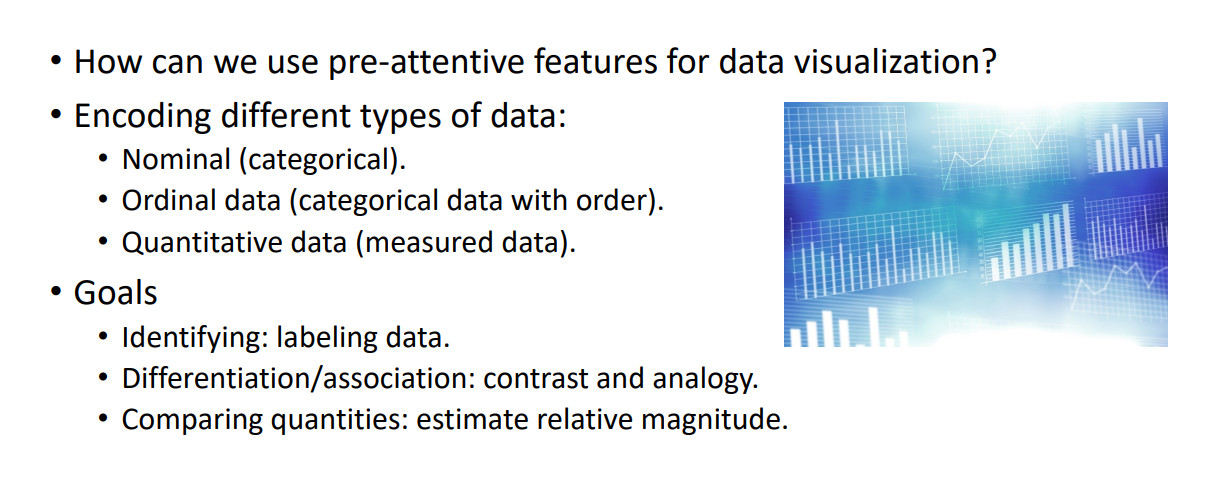 • How can we use pre-attentive features for data visualization?
• Encoding different types of data:
• Nominal (categorical).
• Ordinal data (categorical data with order).
• Quantitative data (measured data).
• Goals
• Identifying: labeling data.
• Differentiation/association: contrast and analogy.
• Comparing quantities: estimate relative magnitude.